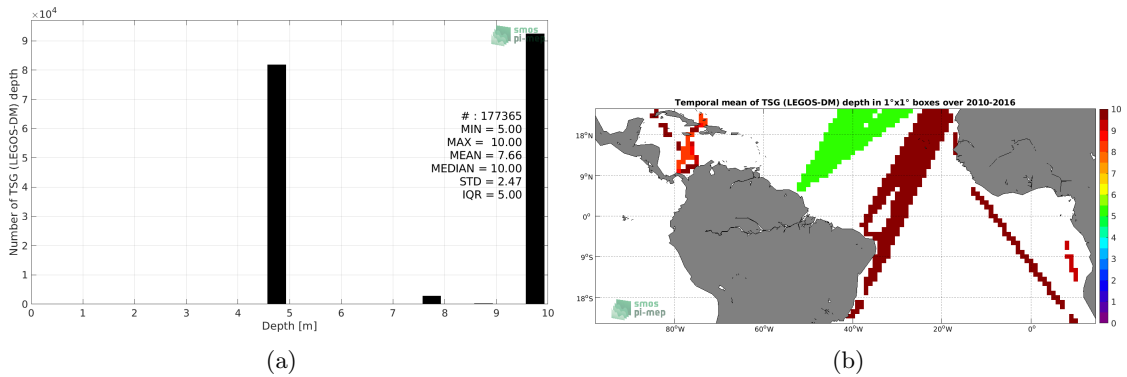 ×10⁴
9
8
7
6
5
4
3
2
1
0
Number of TSG (LEGOS-DM) depth
smos
pi-mep
# : 177365
MIN = 5.00
MAX = 10.00
MEAN = 7.66
MEDIAN = 10.00
STD = 2.47
IQR = 5.00
0 1 2 3 4 5 6 7 8 9 10
Depth [m]
(a)
Temporal mean of TSG (LEGOS-DM) depth in 1°x1° boxes over 2010-2016
18°N
9°N
0°
9°S
18°S
smos
pi-mep
80°W 60°W 40°W 20°W 0°
10
9
8
7
6
5
4
3
2
1
0
(b)